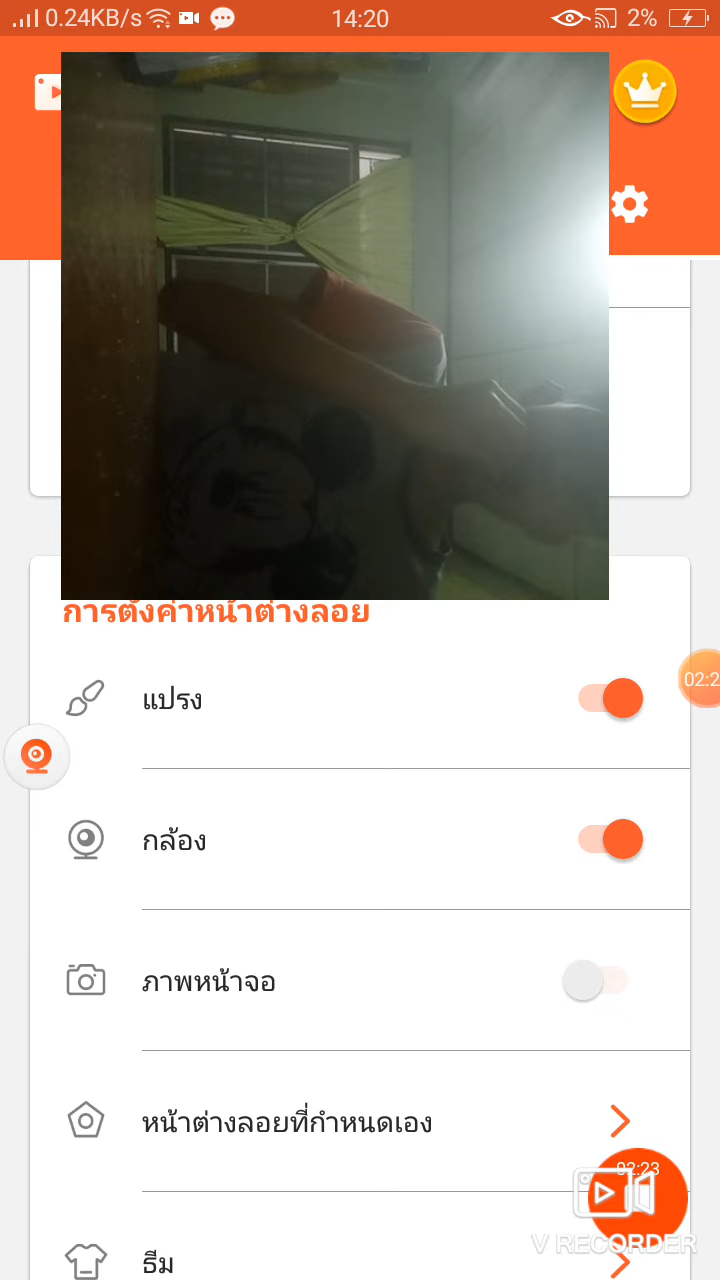 0.24KB/s 14:20 2%
การตั้งค่าหน้าต่างลอย
แปรง
02:2
กล้อง
ภาพหน้าจอ
หน้าต่างลอยที่กำหนดเอง
02:23
V RECORDER
ธีม